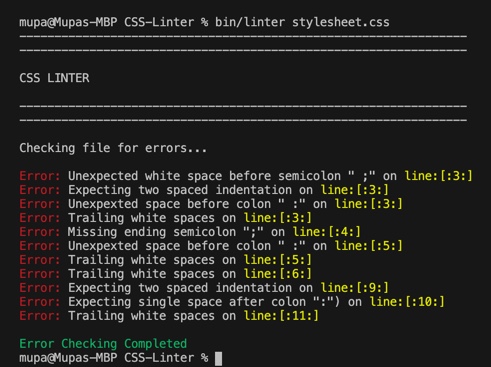 mupa@Mupas-MBP CSS-Linter % bin/linter stylesheet.css
----------------------------------------------------------------
----------------------------------------------------------------
CSS LINTER
----------------------------------------------------------------
----------------------------------------------------------------
Checking file for errors...
Error: Unexpected white space before semicolon " ;" on line:[:3:]
Error: Expecting two spaced indentation on line:[:3:]
Error: Unexpexted space before colon " :" on line:[:3:]
Error: Trailing white spaces on line:[:3:]
Error: Missing ending semicolon ";" on line:[:4:]
Error: Unexpexted space before colon " :" on line:[:5:]
Error: Trailing white spaces on line:[:5:]
Error: Trailing white spaces on line:[:6:]
Error: Expecting two spaced indentation on line:[:9:]
Error: Expecting single space after colon ":") on line:[:10:]
Error: Trailing white spaces on line:[:11:]
Error Checking Completed
mupa@Mupas-MBP CSS-Linter %